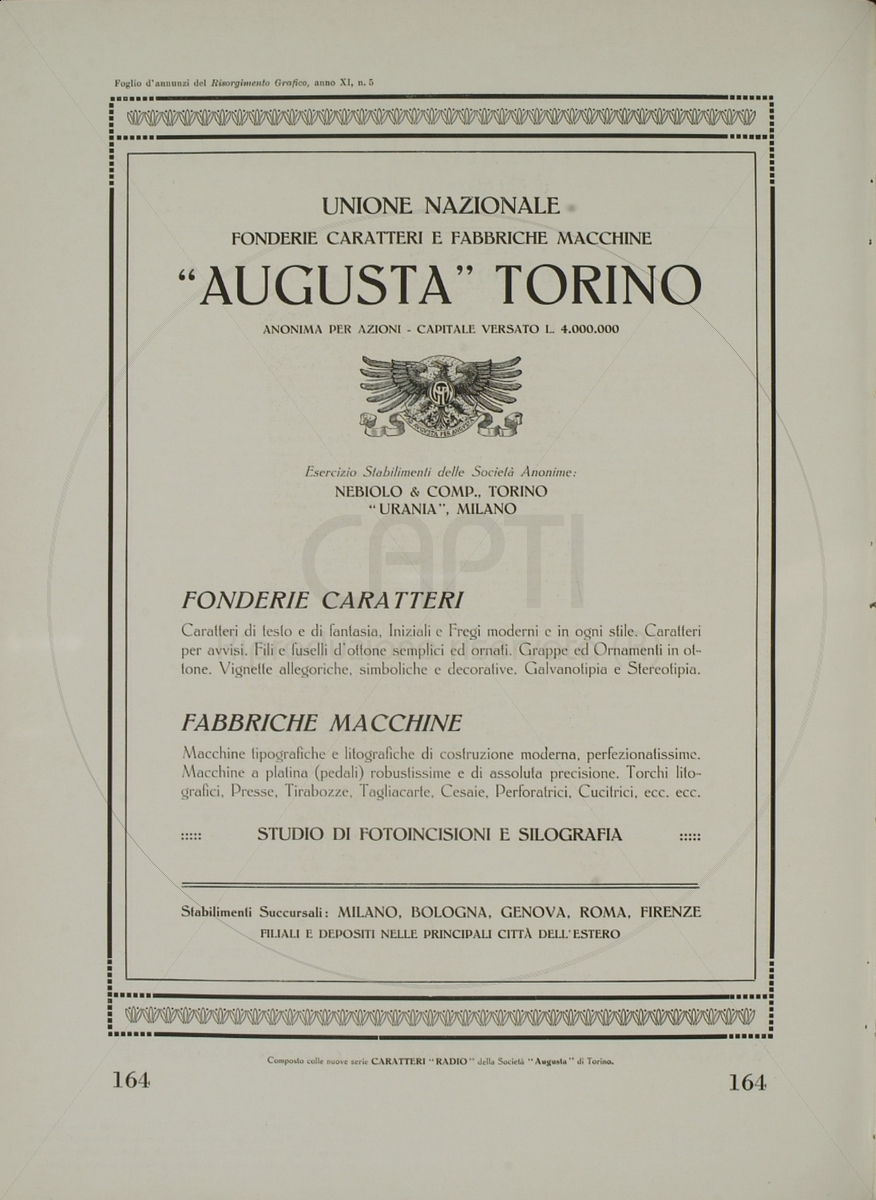 Foglio d'annunzi del Risorgimento Grafico, anno XI, n. 5
UNIONE NAZIONALE
FONDERIE CARATTERI E FABBRICHE MACCHINE
“AUGUSTA” TORINO
ANONIMA PER AZIONI - CAPITALE VERSATO L. 4.000.000
Esercizio Stabilimenti delle Società Anonime:
NEBIOLO & COMP., TORINO
“URANIA”, MILANO
CAPTI
FONDERIE CARATTERI
Caratteri di testo e di fantasia, Iniziali e Fregi moderni e in ogni stile. Caratteri
per avvisi. Fili e fuselli d'ottone semplici ed ornati. Grappe ed Ornamenti in ot-
tone. Vignette allegoriche, simboliche e decorative. Galvanotipia e Stereotipia.
FABBRICHE MACCHINE
Macchine tipografiche e litografiche di costruzione moderna, perfezionatissime.
Macchine a platina (pedali) robustissime e di assoluta precisione. Torchi lito-
grafici, Presse, Tirabozze, Tagliacarte, Cesoie, Perforatrici, Cucitrici, ecc. ecc.
::::: STUDIO DI FOTOINCISIONI E SILOGRAFIA :::::
Stabilimenti Succursali: MILANO, BOLOGNA, GENOVA, ROMA, FIRENZE
FILIALI E DEPOSITI NELLE PRINCIPALI CITTÀ DELL'ESTERO
Composto colle nuove serie CARATTERI “RADIO” della Società “Augusta” di Torino.
164 164